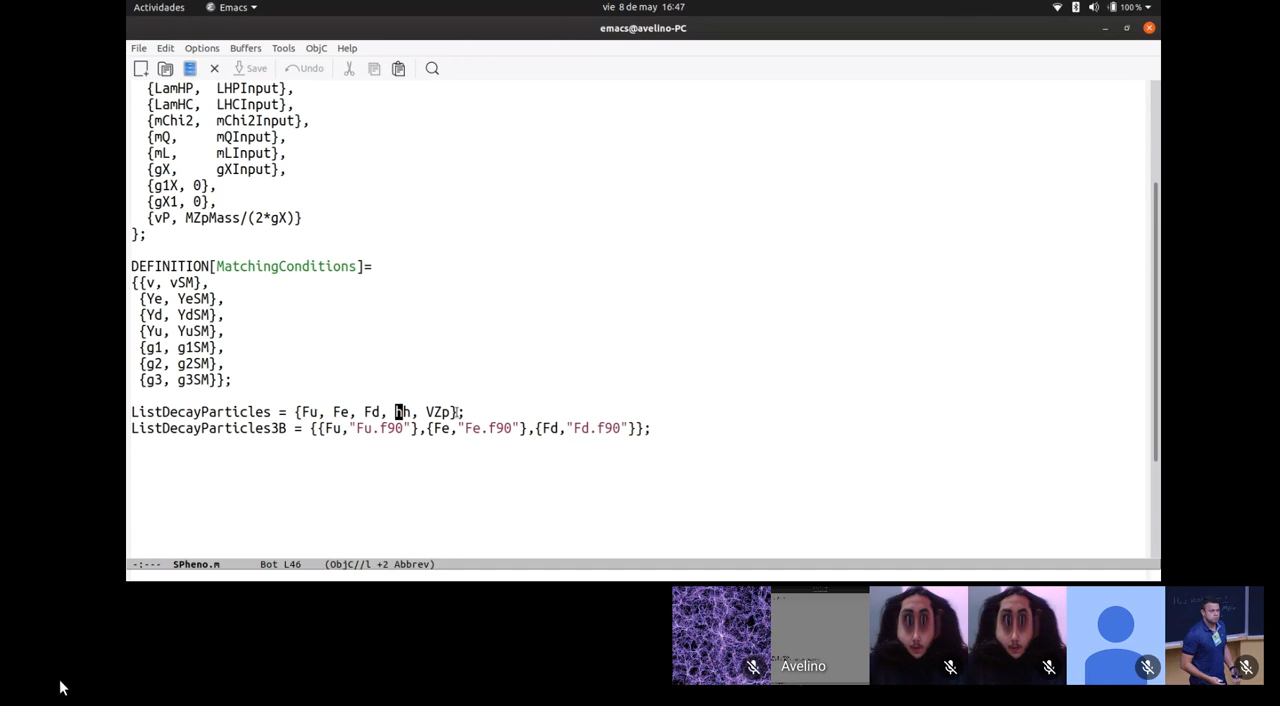 Actividades Emacs vie 8 de may 16:47 100 %
emacs@avelino-PC
File Edit Options Buffers Tools ObjC Help
Save Undo
{LamHP, LHPInput},
{LamHC, LHCInput},
{mChi2, mChi2Input},
{mQ, mQInput},
{mL, mLInput},
{gX, gXInput},
{g1X, 0},
{gX1, 0},
{vP, MZpMass/(2*gX)}
};
DEFINITION[MatchingConditions]=
{{v, vSM},
{Ye, YeSM},
{Yd, YdSM},
{Yu, YuSM},
{g1, g1SM},
{g2, g2SM},
{g3, g3SM}};
ListDecayParticles = {Fu, Fe, Fd, hh, VZp};
ListDecayParticles3B = {{Fu,"Fu.f90"},{Fe,"Fe.f90"},{Fd,"Fd.f90"}};
-:--- SPheno.m Bot L46 (ObjC//l +2 Abbrev)
Avelino